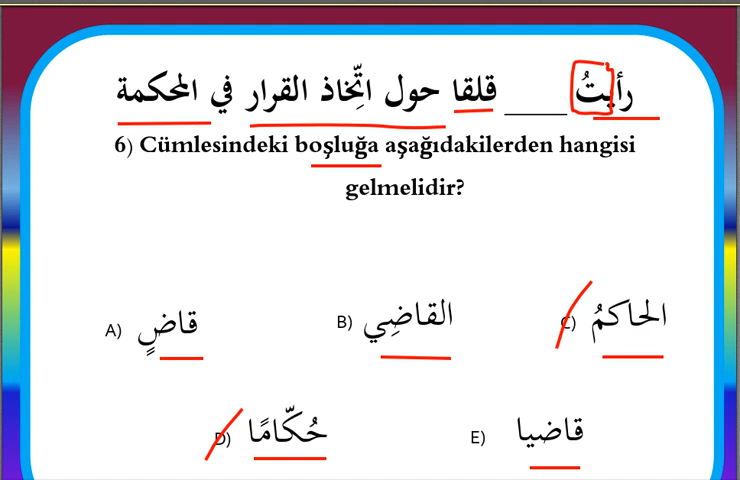 رأيتُ ______ قلقا حول اتِّخاذ القرار في المحكمة
6) Cümlesindeki boşluğa aşağıdakilerden hangisi
gelmelidir?
A) قاضٍ
B) القاضِي
C) الحاكمُ
D) حُكّامًا
E) قاضيا